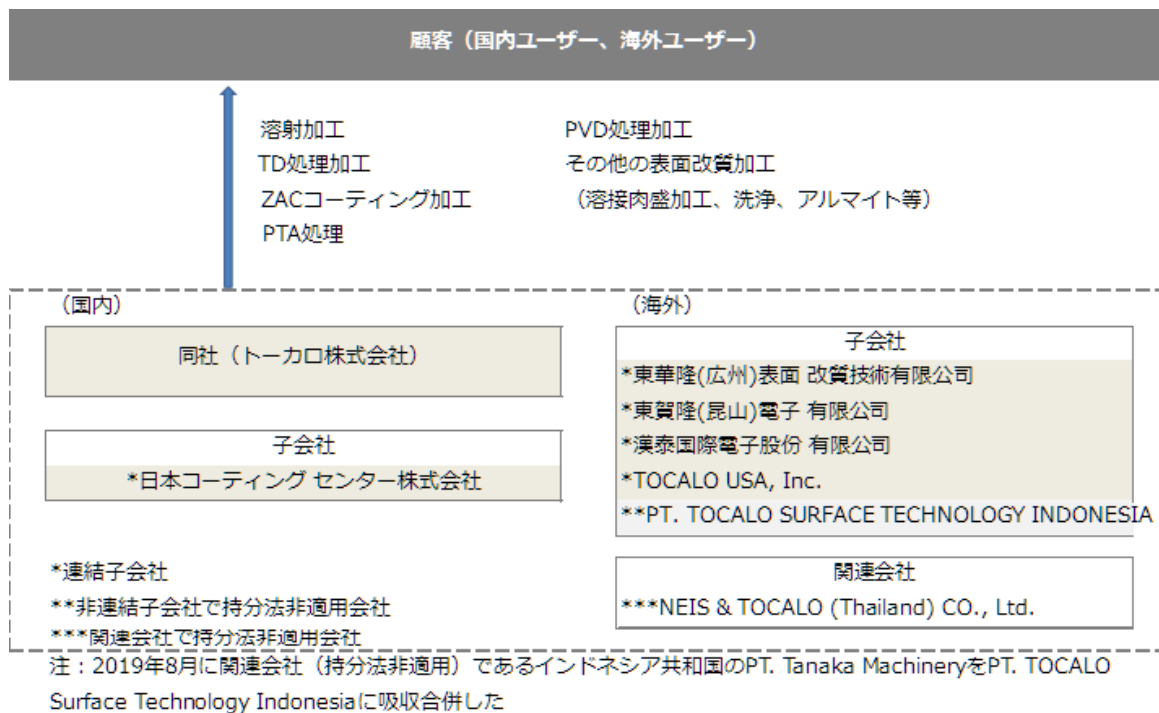 顧客（国内ユーザー、海外ユーザー）
溶射加工
TD処理加工
ZACコーティング加工
PTA処理
PVD処理加工
その他の表面改質加工
（溶接肉盛加工、洗浄、アルマイト等）
（国内）
同社（トーカロ株式会社）
子会社
*日本コーティング センター株式会社
（海外）
子会社
*東華隆(広州)表面 改質技術有限公司
*東賀隆(昆山)電子 有限公司
*漢泰国際電子股份 有限公司
*TOCALO USA, Inc.
**PT. TOCALO SURFACE TECHNOLOGY INDONESIA
関連会社
***NEIS & TOCALO (Thailand) CO., Ltd.
*連結子会社
**非連結子会社で持分法非適用会社
***関連会社で持分法非適用会社
注：2019年8月に関連会社（持分法非適用）であるインドネシア共和国のPT. Tanaka MachineryをPT. TOCALO
Surface Technology Indonesiaに吸収合併した